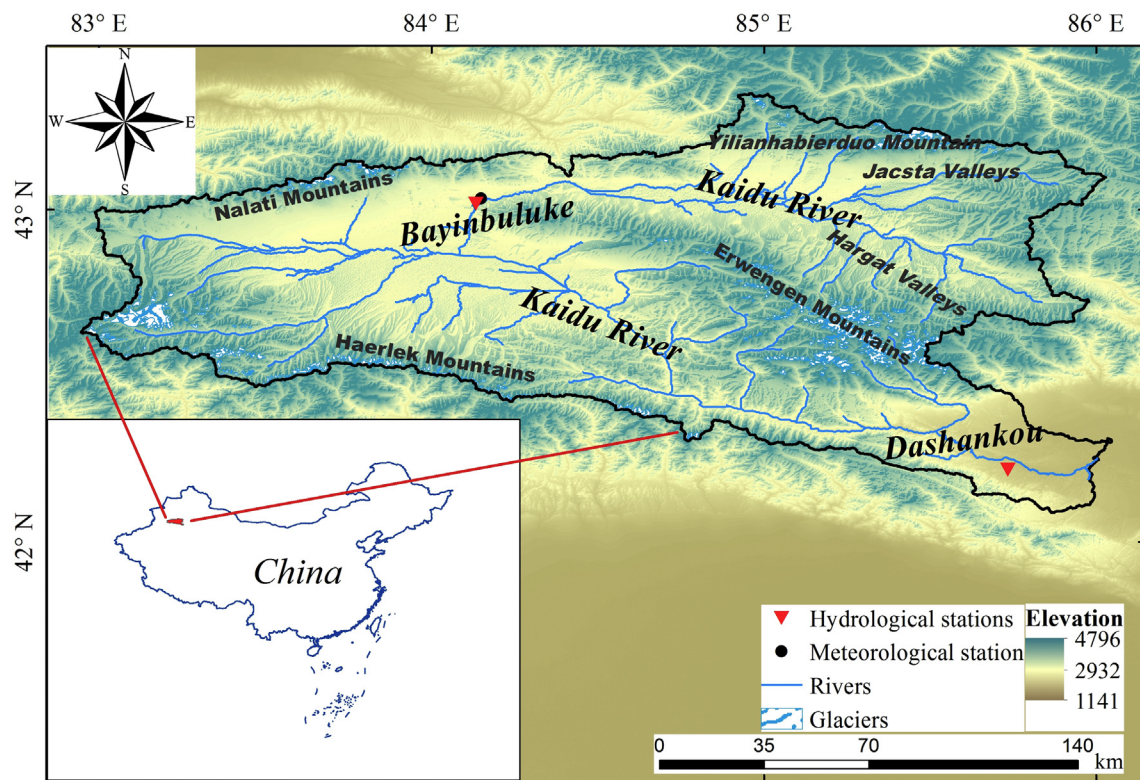 83° E
84° E
85° E
86° E
N
W
E
S
43° N
42° N
Yilianhabierduo Mountain
Jacsta Valleys
Nalati Mountains
Kaidu River
Bayinbuluke
Hargat Valleys
Erwengen Mountains
Kaidu River
Haerlek Mountains
Dashankou
China
Hydrological stations
Meteorological station
Rivers
Glaciers
Elevation
4796
2932
1141
0
35
70
140
km